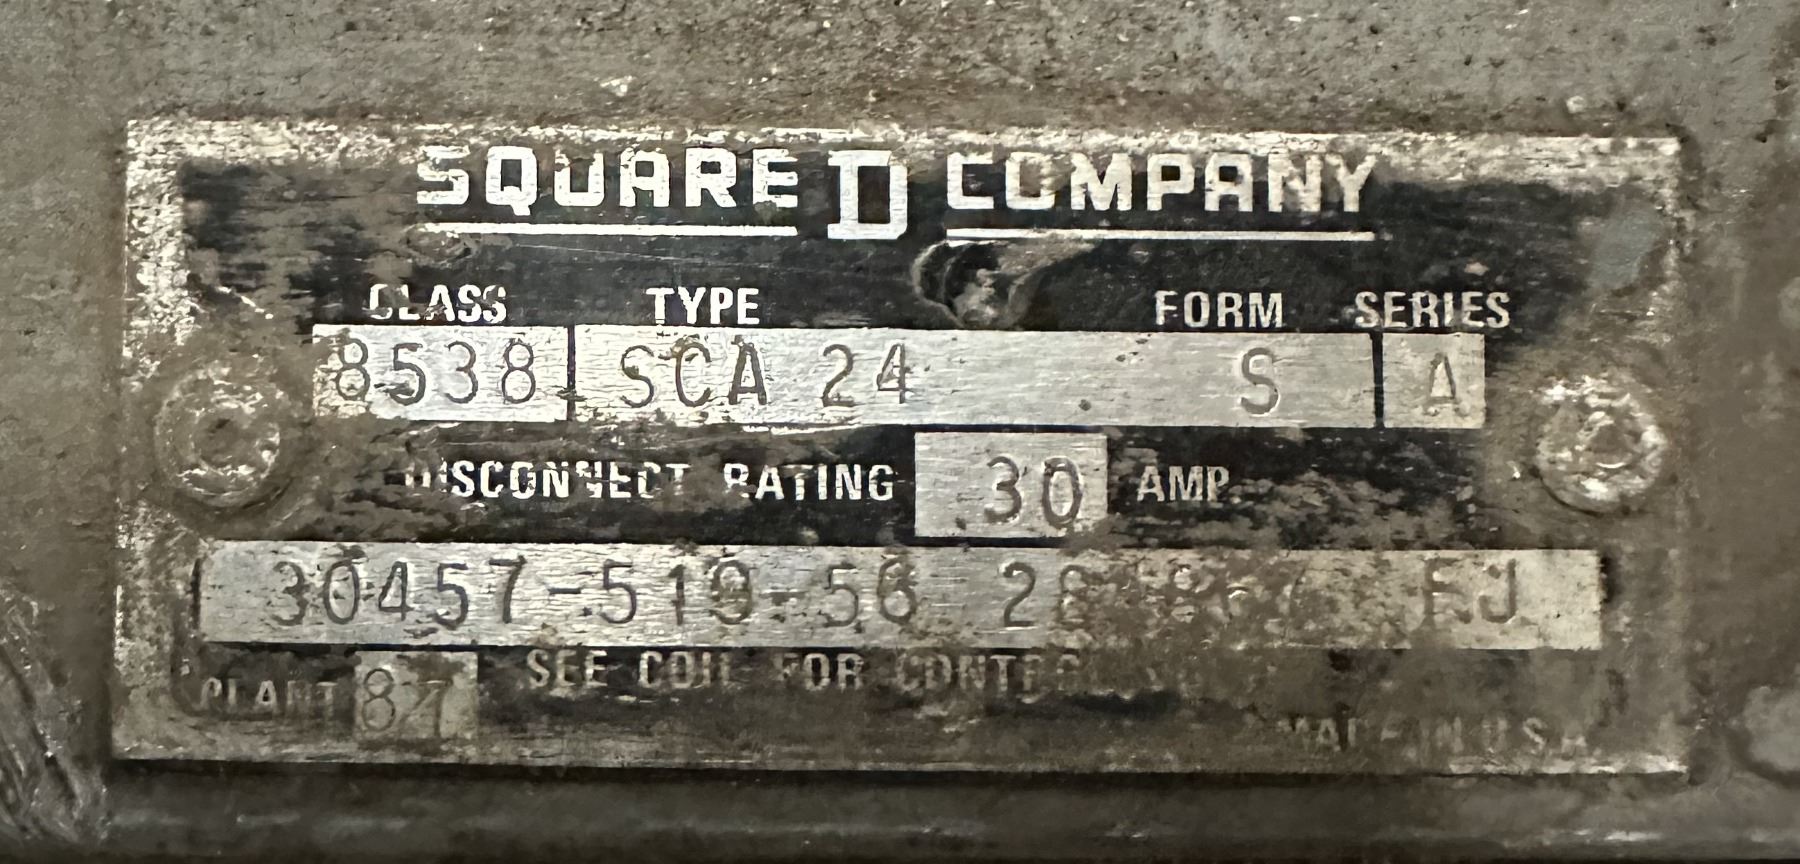 SQUARE D COMPANY
CLASS TYPE FORM SERIES
8538 SCA 24 S A
DISCONNECT RATING 30 AMP.
30457-519-56
PLANT 87 SEE COIL FOR
MADE IN U.S.A.